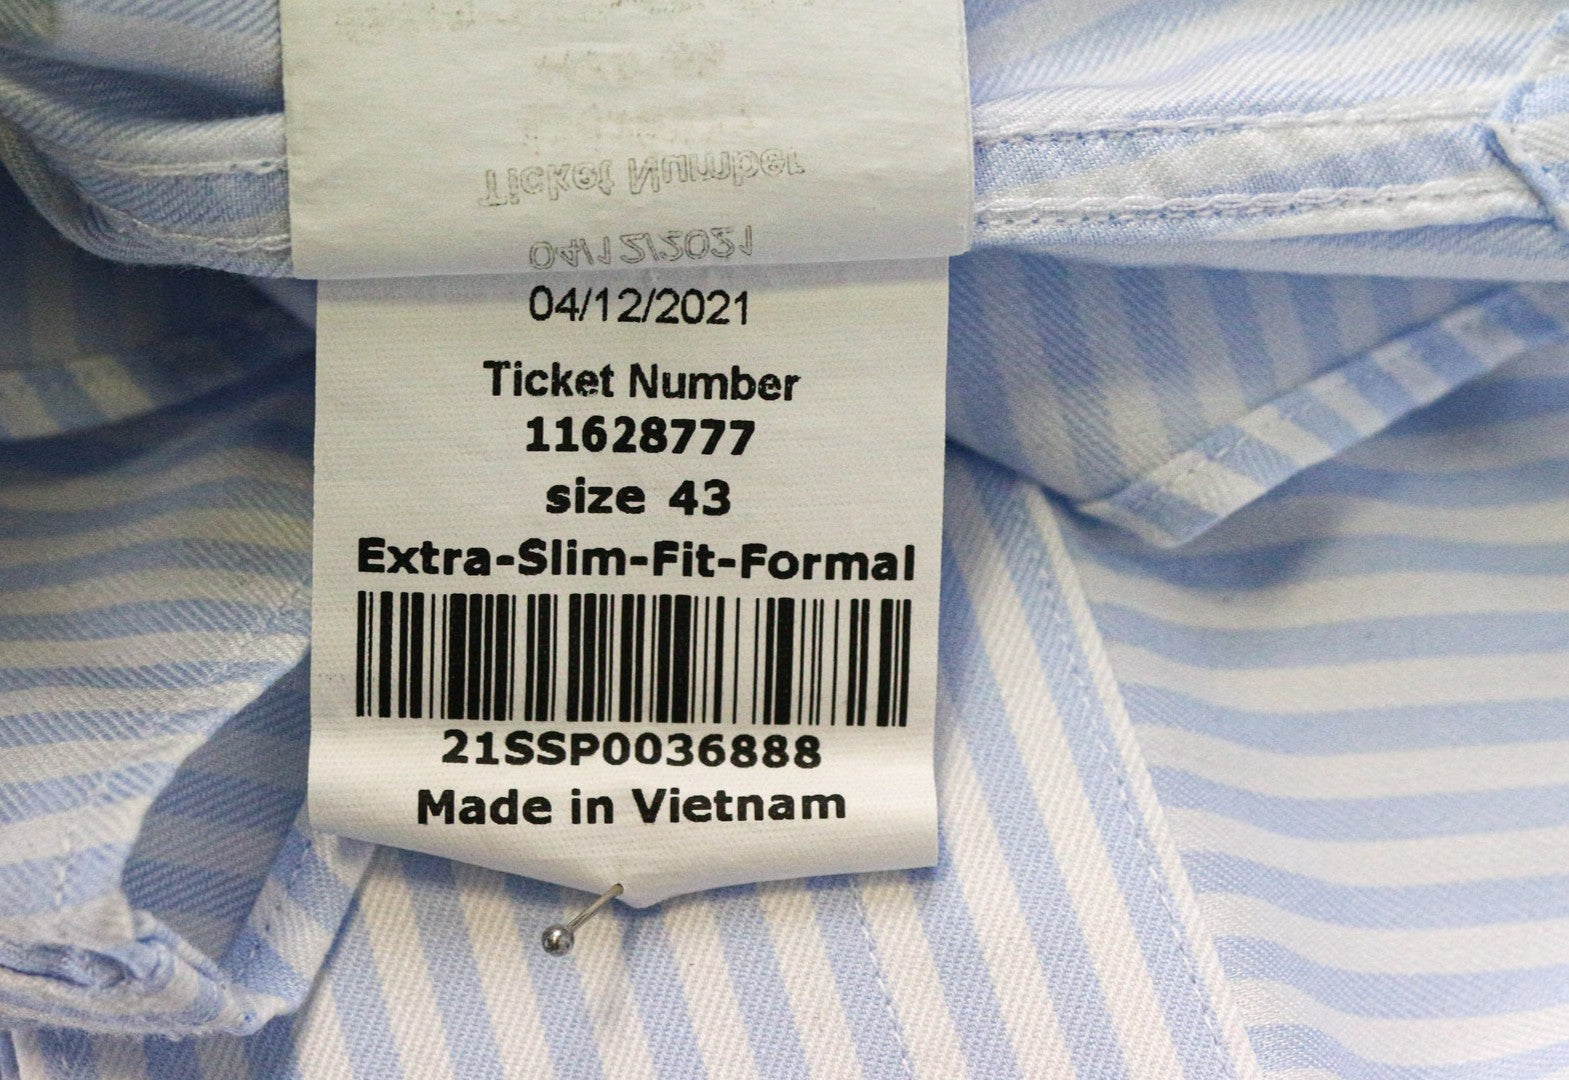 04/12/2021
Ticket Number
11628777
size 43
Extra-Slim-Fit-Formal
21SSP0036888
Made in Vietnam